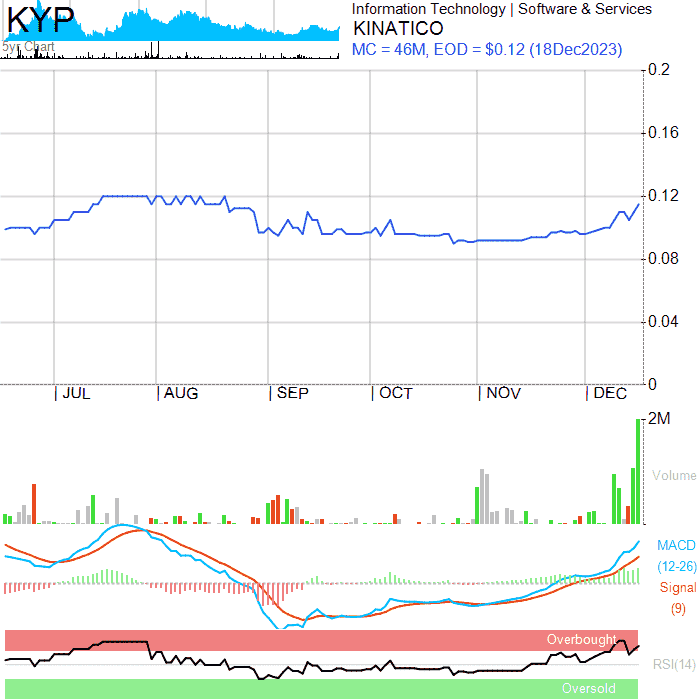 KYP
5yr Chart
Information Technology | Software & Services
KINATICO
MC = 46M, EOD = $0.12 (18Dec2023)
0.2
0.16
0.12
0.08
0.04
0
| JUL | AUG | SEP | OCT | NOV | DEC
2M
Volume
MACD
(12-26)
Signal
(9)
Overbought
RSI(14)
Oversold